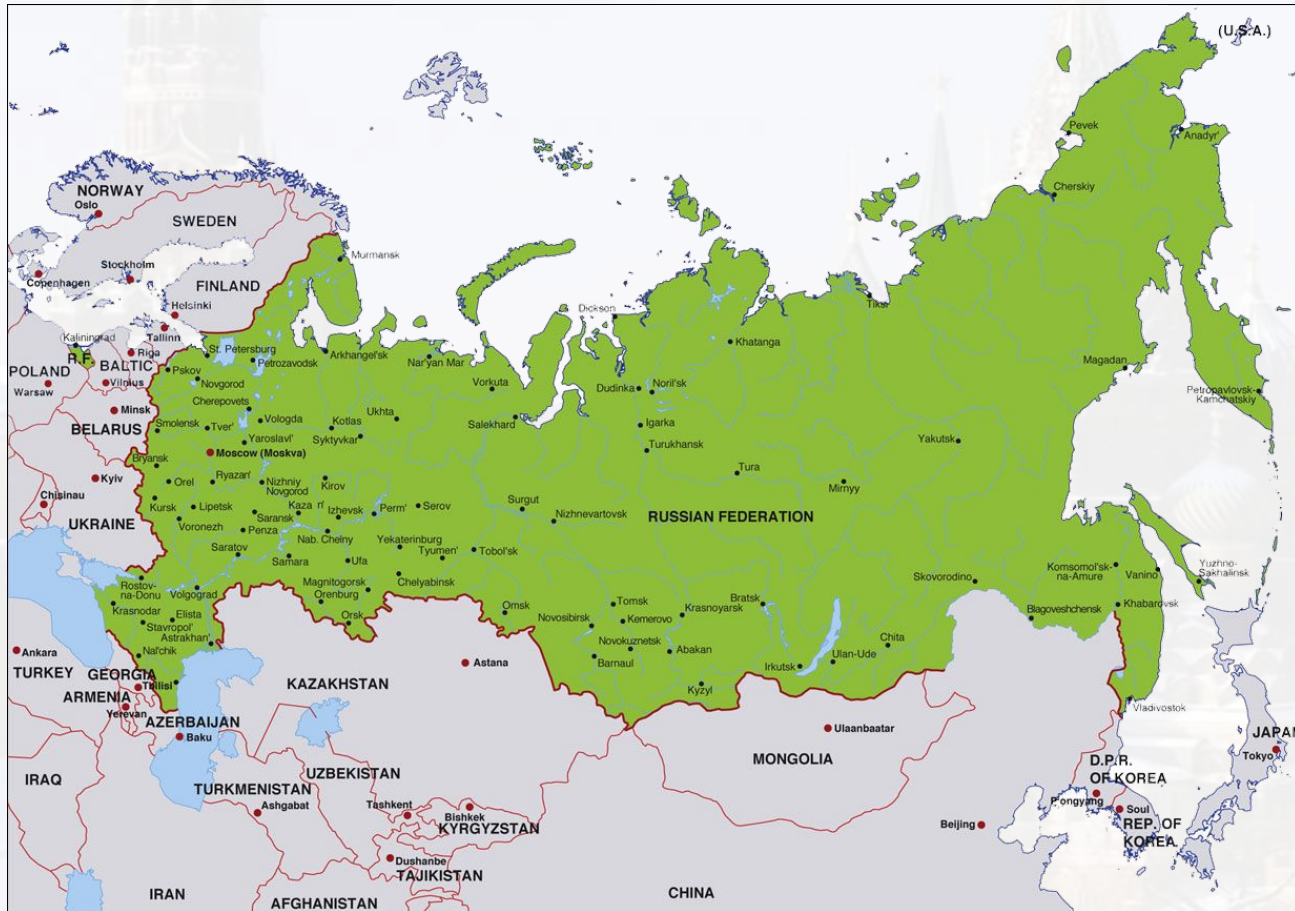 (U.S.A.)
Pevek
Anadyr'
NORWAY
Oslo
Cherskiy
SWEDEN
Murmansk
Stockholm
Copenhagen
FINLAND
Helsinki
Dickson
Tiksi
Tallinn
Kaliningrad
R.F.
Riga
BALTIC
Vilnius
St. Petersburg
Petrozavodsk
Arkhangel'sk
Nar'yan Mar
Khatanga
POLAND
Warsaw
Pskov
Novgorod
Magadan
Vorkuta
Dudinka
Noril'sk
Petropavlovsk-
Kamchatskiy
Minsk
BELARUS
Cherepovets
Smolensk
Tver'
Vologda
Kotlas
Ukhta
Salekhard
Igarka
Yaroslavl'
Syktyvkar
Turukhansk
Yakutsk
Moscow (Moskva)
Bryansk
Kyiv
Orel
Ryazan'
Nizhniy
Novgorod
Kirov
Tura
Mirnyy
Chisinau
UKRAINE
Kursk
Lipetsk
Voronezh
Saransk
Penza
Kaza n'
Izhevsk
Perm'
Serov
Surgut
Nizhnevartovsk
RUSSIAN FEDERATION
Nab. Chelny
Saratov
Samara
Ufa
Yekaterinburg
Tyumen'
Tobol'sk
Chelyabinsk
Magnitogorsk
Orenburg
Orsk
Rostov-
na-Donu
Volgograd
Krasnodar
Elista
Stavropol'
Astrakhan'
Nal'chik
Omsk
Tomsk
Novosibirsk
Kemerovo
Krasnoyarsk
Bratsk
Novokuznetsk
Barnaul
Abakan
Kyzyl
Irkutsk
Ulan-Ude
Chita
Skovorodino
Komsomol'sk-
na-Amure
Vanino
Yuzhno-
Sakhalinsk
Blagoveshchensk
Khabarovsk
Vladivostok
Ankara
TURKEY
GEORGIA
Tbilisi
ARMENIA
Yerevan
AZERBAIJAN
Baku
Astana
KAZAKHSTAN
Ulaanbaatar
MONGOLIA
JAPAN
Tokyo
IRAQ
UZBEKISTAN
TURKMENISTAN
Ashgabat
Tashkent
Bishkek
KYRGYZSTAN
D.P.R.
OF KOREA
P'ongyang
Soul
REP. OF
KOREA
Beijing
Dushanbe
TAJIKISTAN
IRAN
AFGHANISTAN
CHINA